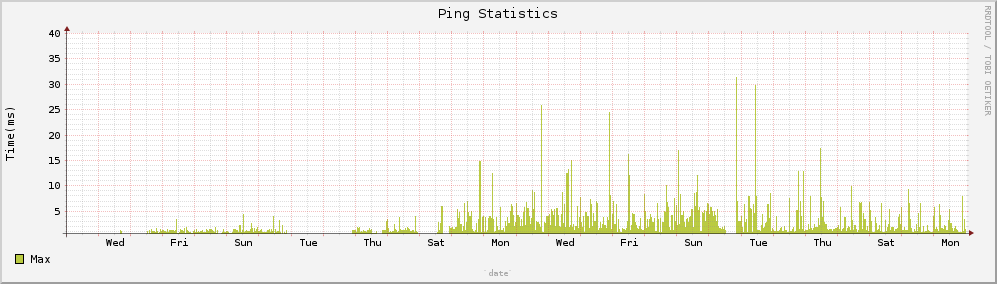 Ping Statistics
RRDTOOL / TOBI OETIKER
Time(ms)
40
35
30
25
20
15
10
5
Wed Fri Sun Tue Thu Sat Mon Wed Fri Sun Tue Thu Sat Mon
Max
`date`